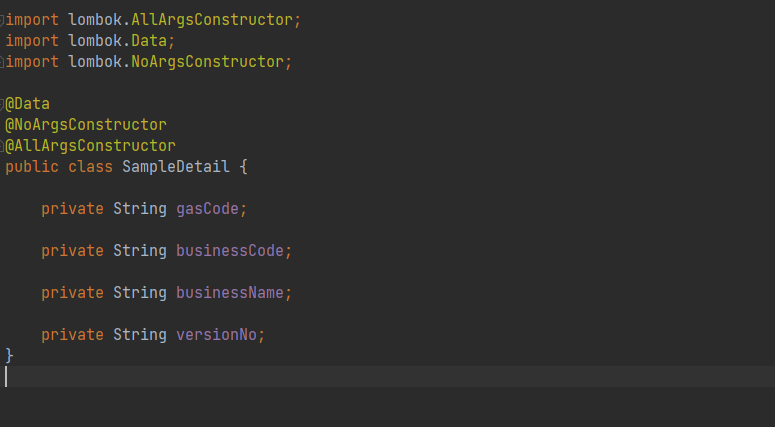 import lombok.AllArgsConstructor;
import lombok.Data;
import lombok.NoArgsConstructor;
@Data
@NoArgsConstructor
@AllArgsConstructor
public class SampleDetail {
private String gasCode;
private String businessCode;
private String businessName;
private String versionNo;
}